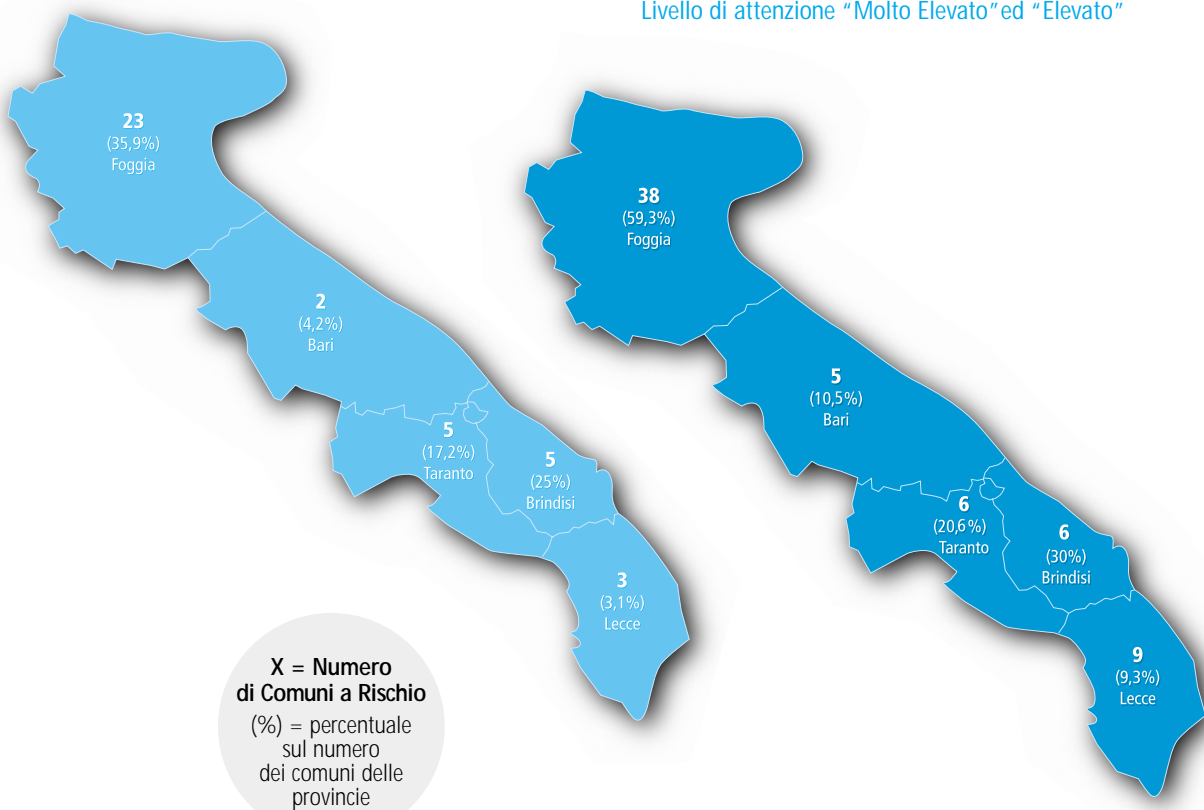 Livello di attenzione “Molto Elevato”ed “Elevato”
23
(35,9%)
Foggia
2
(4,2%)
Bari
5
(17,2%)
Taranto
5
(25%)
Brindisi
3
(3,1%)
Lecce
38
(59,3%)
Foggia
5
(10,5%)
Bari
6
(20,6%)
Taranto
6
(30%)
Brindisi
9
(9,3%)
Lecce
X = Numero
di Comuni a Rischio
(%) = percentuale
sul numero
dei comuni delle
provincie